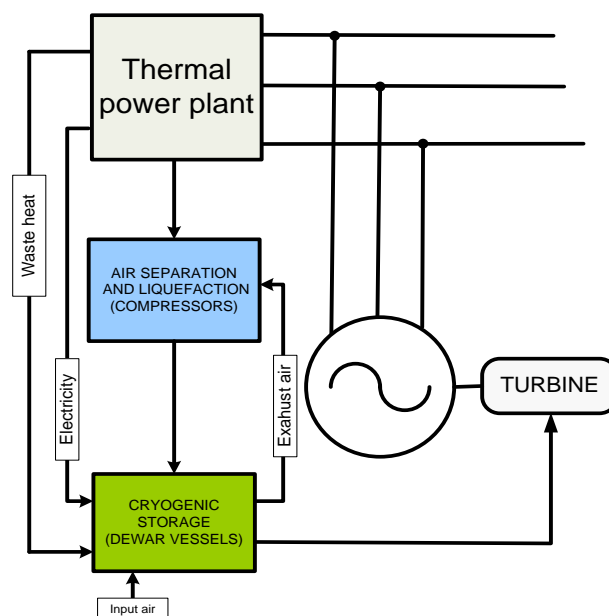 Thermal
power plant
Waste heat
AIR SEPARATION
AND LIQUEFACTION
(COMPRESSORS)
Electricity
Exahust air
TURBINE
CRYOGENIC
STORAGE
(DEWAR VESSELS)
Input air